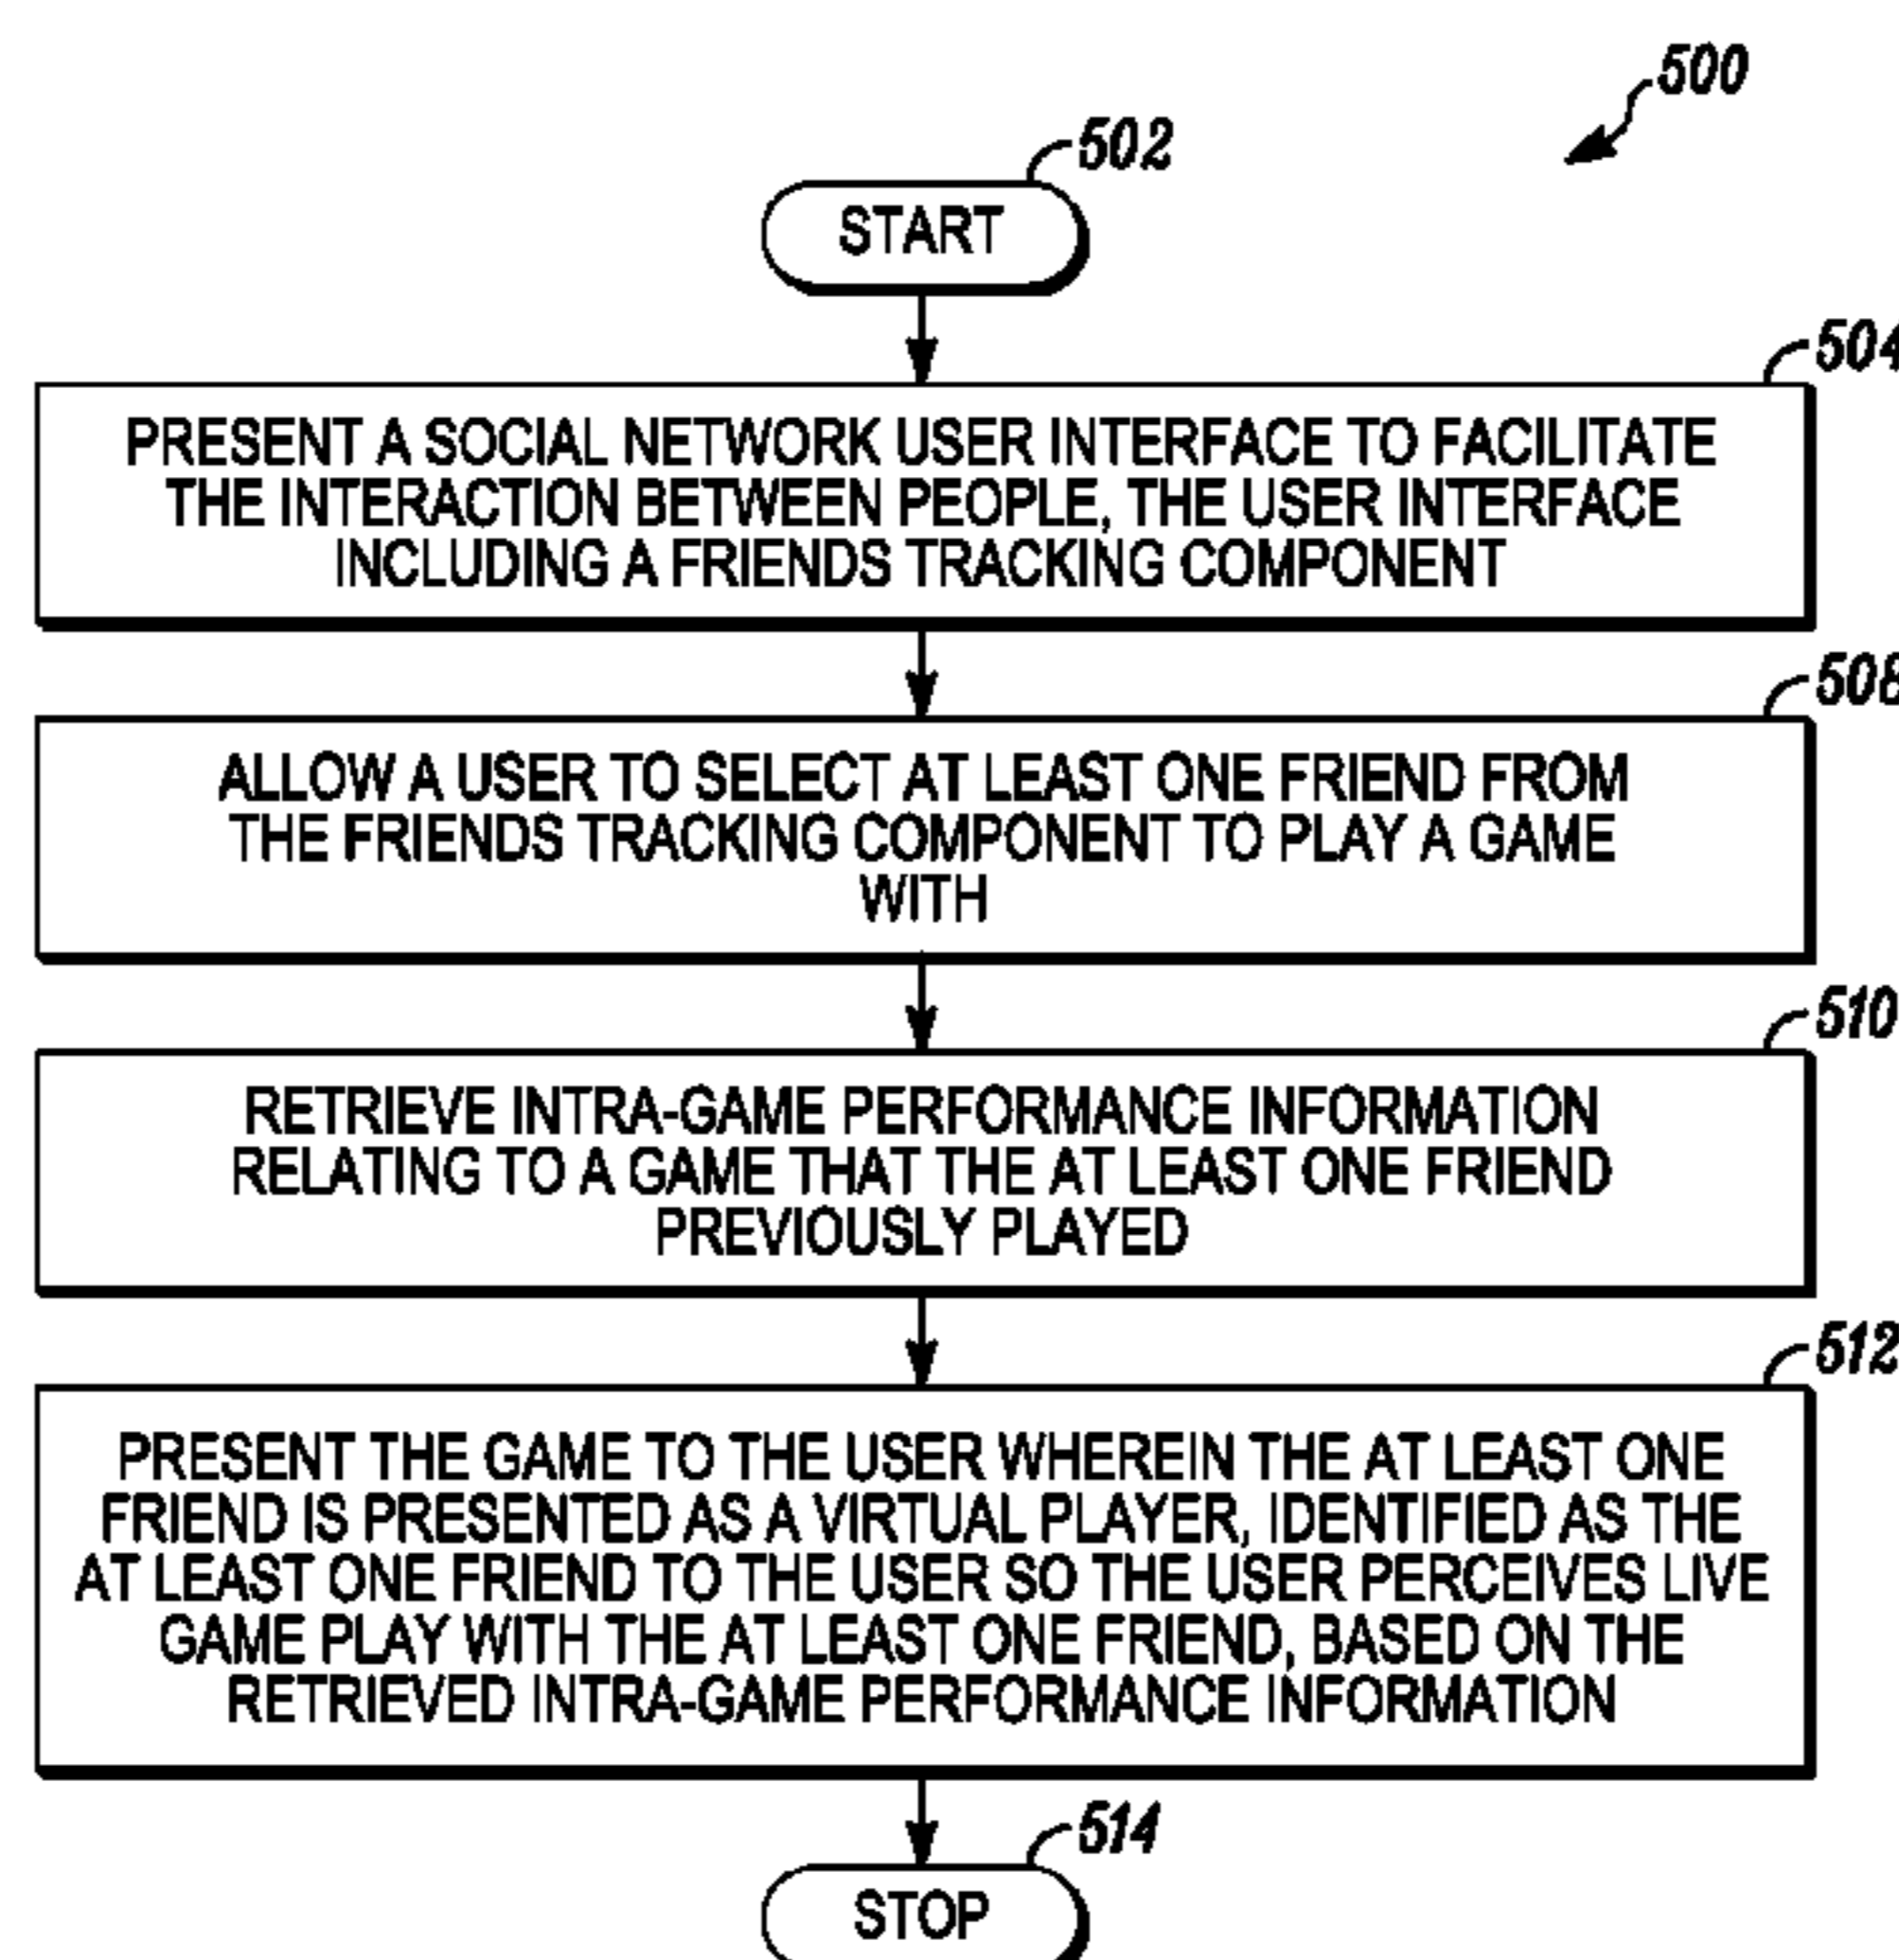 500
502
START
504
PRESENT A SOCIAL NETWORK USER INTERFACE TO FACILITATE
THE INTERACTION BETWEEN PEOPLE, THE USER INTERFACE
INCLUDING A FRIENDS TRACKING COMPONENT
508
ALLOW A USER TO SELECT AT LEAST ONE FRIEND FROM
THE FRIENDS TRACKING COMPONENT TO PLAY A GAME
WITH
510
RETRIEVE INTRA-GAME PERFORMANCE INFORMATION
RELATING TO A GAME THAT THE AT LEAST ONE FRIEND
PREVIOUSLY PLAYED
512
PRESENT THE GAME TO THE USER WHEREIN THE AT LEAST ONE
FRIEND IS PRESENTED AS A VIRTUAL PLAYER, IDENTIFIED AS THE
AT LEAST ONE FRIEND TO THE USER SO THE USER PERCEIVES LIVE
GAME PLAY WITH THE AT LEAST ONE FRIEND, BASED ON THE
RETRIEVED INTRA-GAME PERFORMANCE INFORMATION
514
STOP